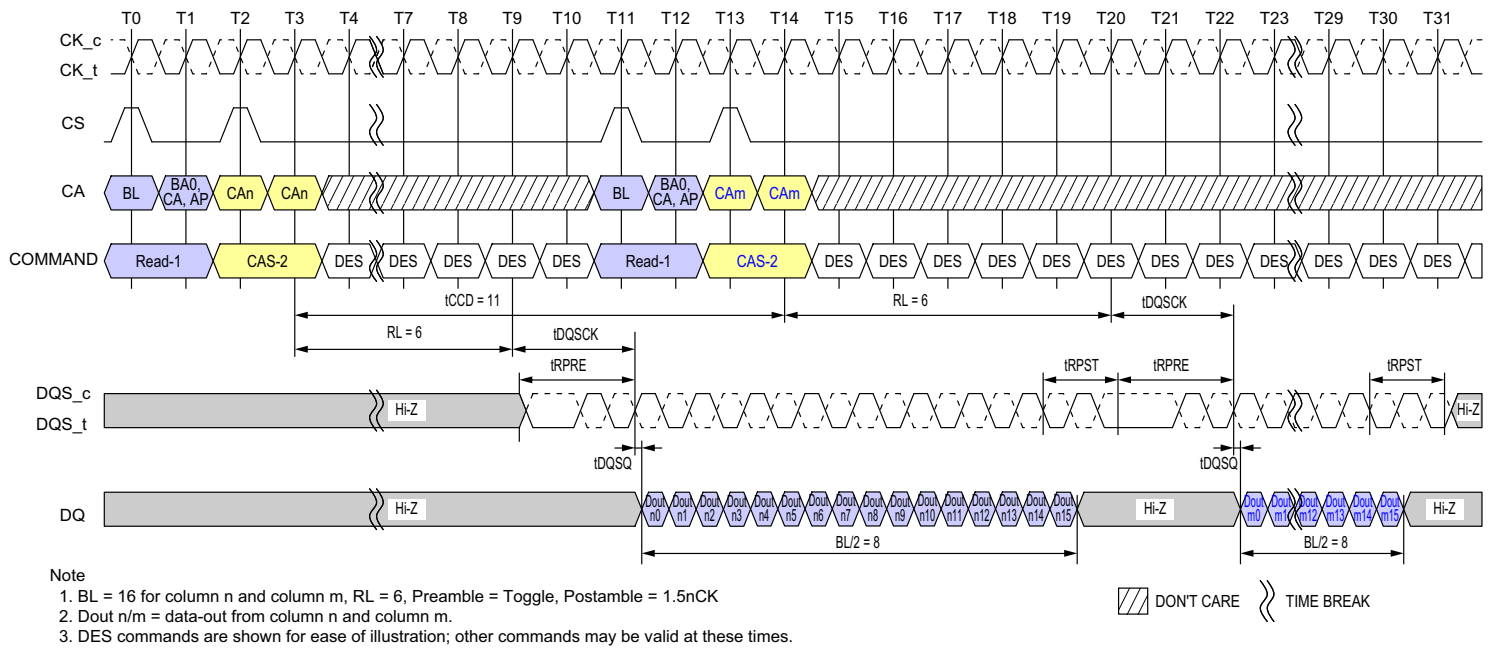 T0 T1 T2 T3 T4 T7 T8 T9 T10 T11 T12 T13 T14 T15 T16 T17 T18 T19 T20 T21 T22 T23 T29 T30 T31
CK_c
CK_t
CS
CA BL BA0, CA, AP CAn CAn BL BA0, CA, AP CAm CAm
COMMAND Read-1 CAS-2 DES DES DES DES DES Read-1 CAS-2 DES DES DES DES DES DES DES DES DES DES DES DES
tCCD = 11 RL = 6 tDQSCK
RL = 6 tDQSCK
tRPRE tRPST tRPRE tRPST
DQS_c
DQS_t
Hi-Z Hi-Z
tDQSQ tDQSQ
DQ Hi-Z Dout n0 Dout n1 Dout n2 Dout n3 Dout n4 Dout n5 Dout n6 Dout n7 Dout n8 Dout n9 Dout n10 Dout n11 Dout n12 Dout n13 Dout n14 Dout n15 Hi-Z Dout m0 Dout m1 Dout m12 Dout m13 Dout m14 Dout m15 Hi-Z
BL/2 = 8 BL/2 = 8
Note
1. BL = 16 for column n and column m, RL = 6, Preamble = Toggle, Postamble = 1.5nCK
2. Dout n/m = data-out from column n and column m.
3. DES commands are shown for ease of illustration; other commands may be valid at these times.
DON'T CARE TIME BREAK